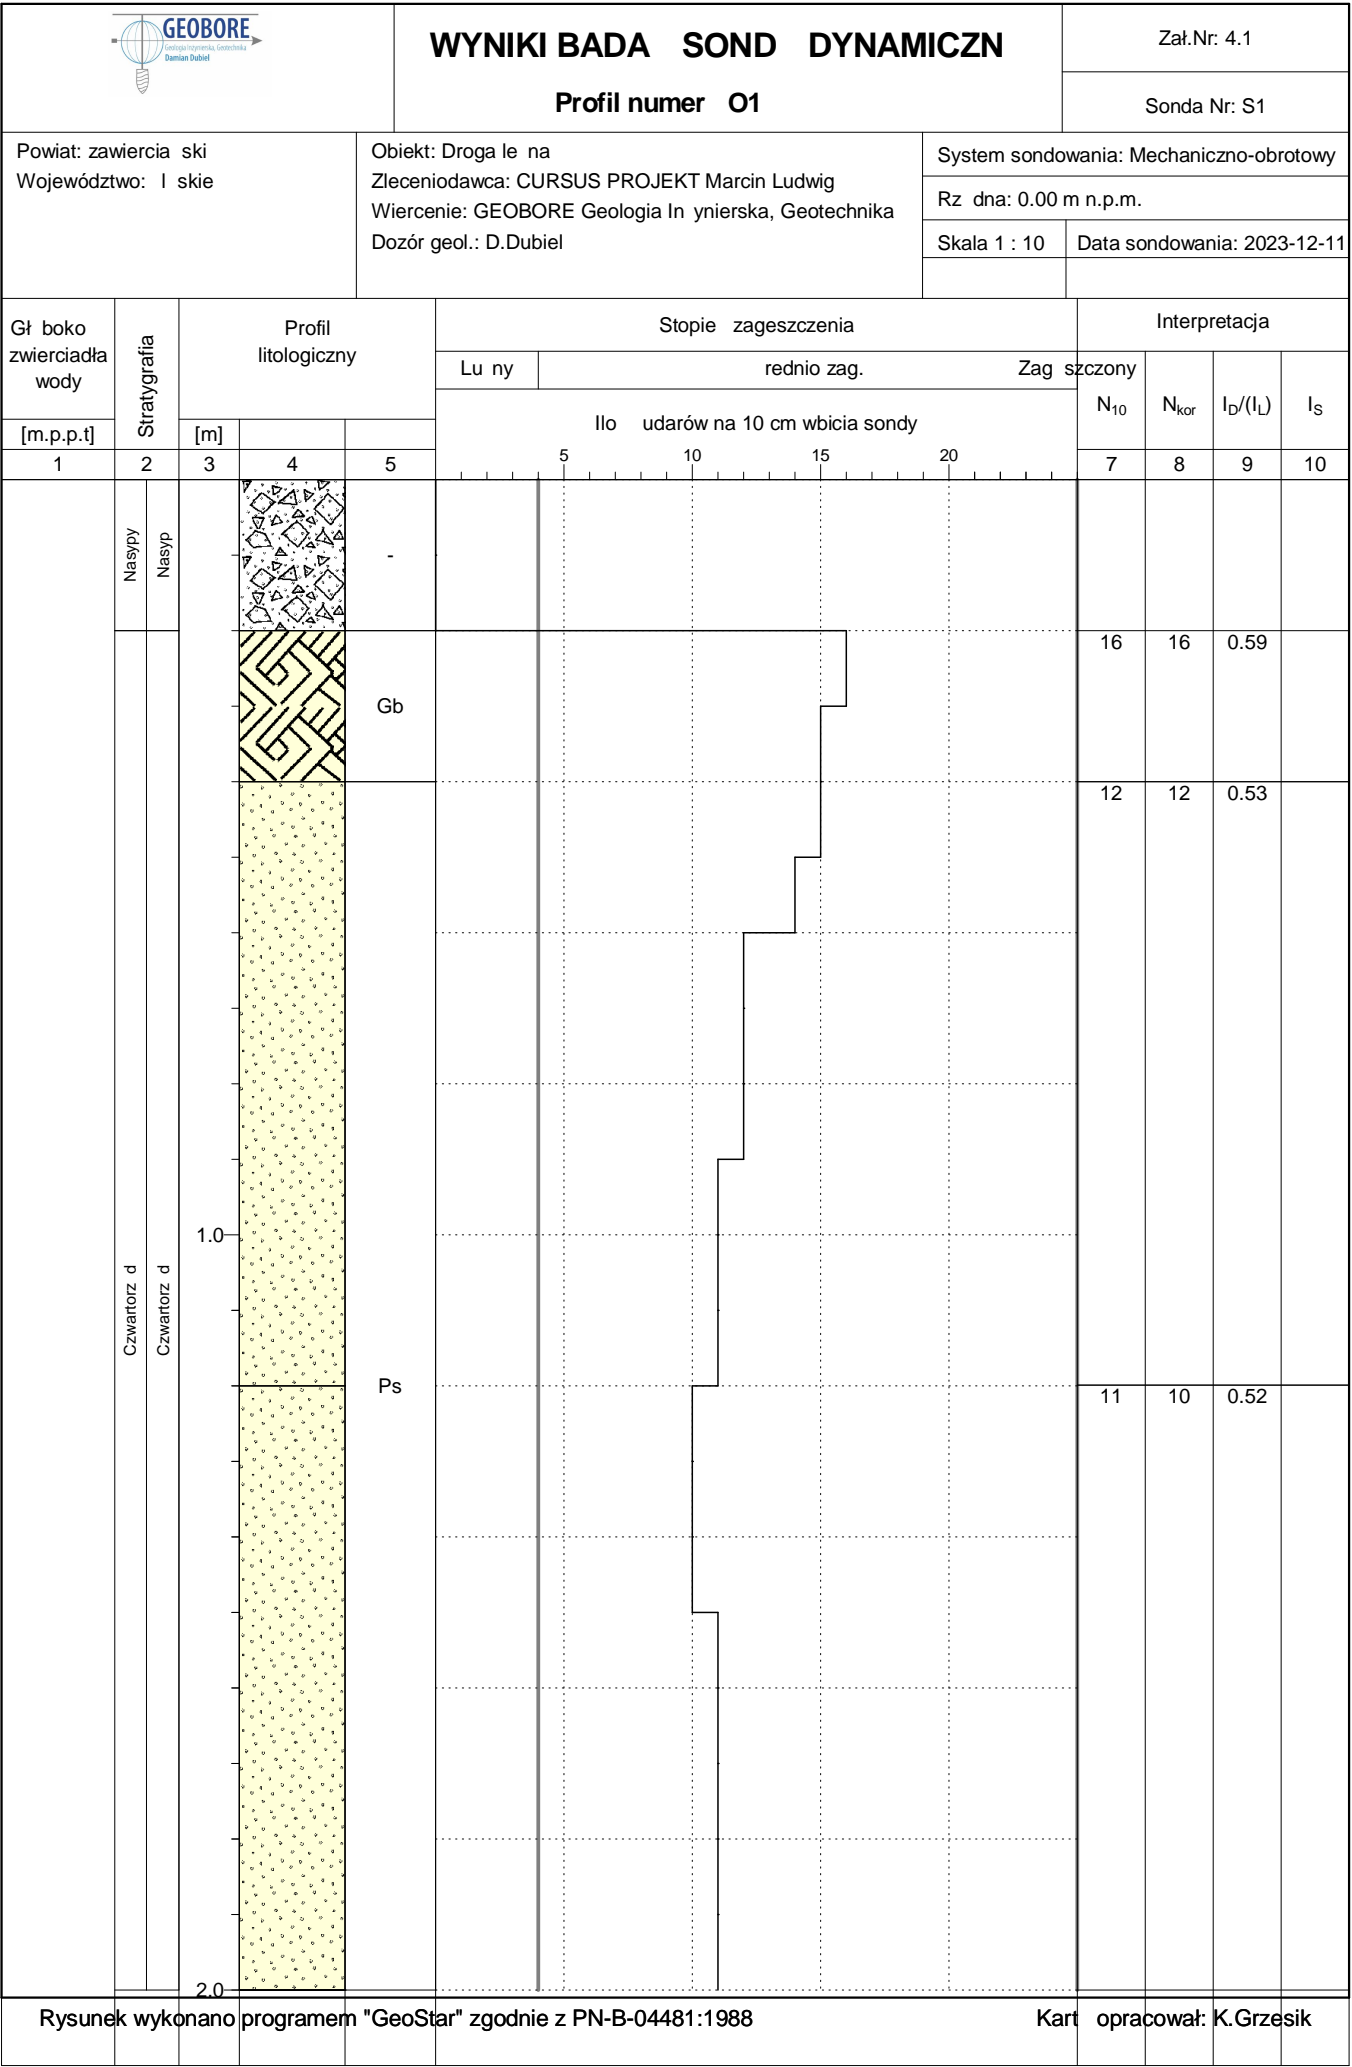 GEOBORE
Geologia Inżynierska, Geotechnika
Damian Dubiel
WYNIKI BADA SOND DYNAMICZN
Profil numer O1
Zał.Nr: 4.1
Sonda Nr: S1
Powiat: zawiercia ski
Województwo: l skie
Obiekt: Droga le na
Zleceniodawca: CURSUS PROJEKT Marcin Ludwig
Wiercenie: GEOBORE Geologia In ynierska, Geotechnika
Dozór geol.: D.Dubiel
System sondowania: Mechaniczno-obrotowy
Rz dna: 0.00 m n.p.m.
Skala 1 : 10 Data sondowania: 2023-12-11
Gł boko
zwierciadła
wody
[m.p.p.t]
Stratygrafia
Profil
litologiczny
[m]
Stopie zageszczenia
Lu ny rednio zag. Zag szczony
Ilo udarów na 10 cm wbicia sondy
5 10 15 20
Interpretacja
N10 Nkor ID/(IL) IS
1 2 3 4 5 7 8 9 10
Nasypy Nasyp
-
16 16 0.59
Gb
12 12 0.53
1.0
Czwartorz d Czwartorz d
Ps
11 10 0.52
2.0
Rysunek wykonano programem "GeoStar" zgodnie z PN-B-04481:1988
Kart opracował: K.Grzesik